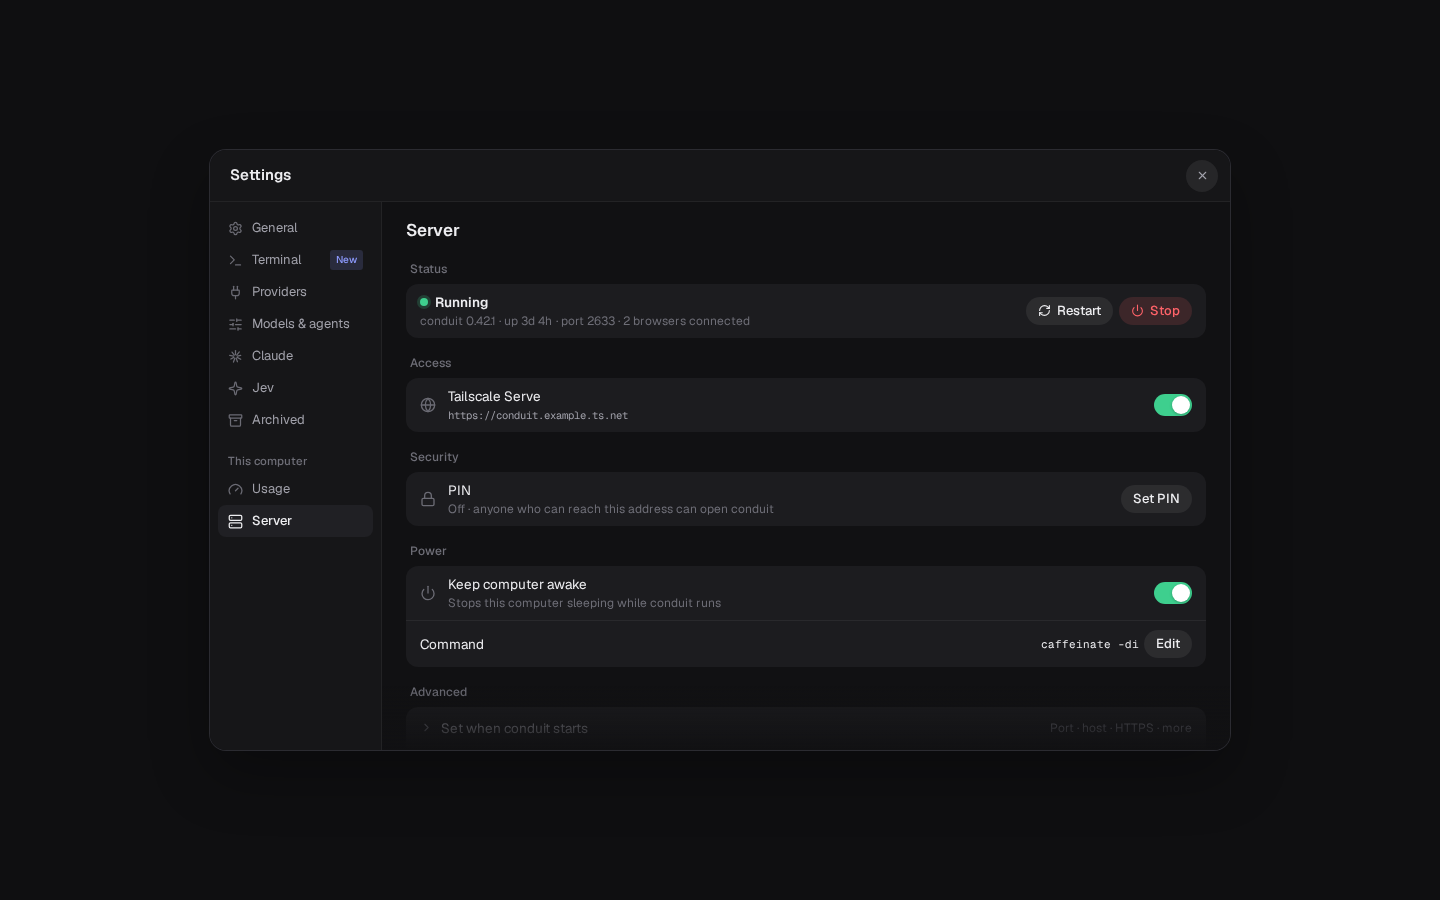 Settings
General
Terminal New
Providers
Models & agents
Claude
Jev
Archived
This computer
Usage
Server
Server
Status
Running
conduit 0.42.1 · up 3d 4h · port 2633 · 2 browsers connected
Restart
Stop
Access
Tailscale Serve
https://conduit.example.ts.net
Security
PIN
Off · anyone who can reach this address can open conduit
Set PIN
Power
Keep computer awake
Stops this computer sleeping while conduit runs
Command
caffeinate -di
Edit
Advanced
Set when conduit starts
Port · host · HTTPS · more